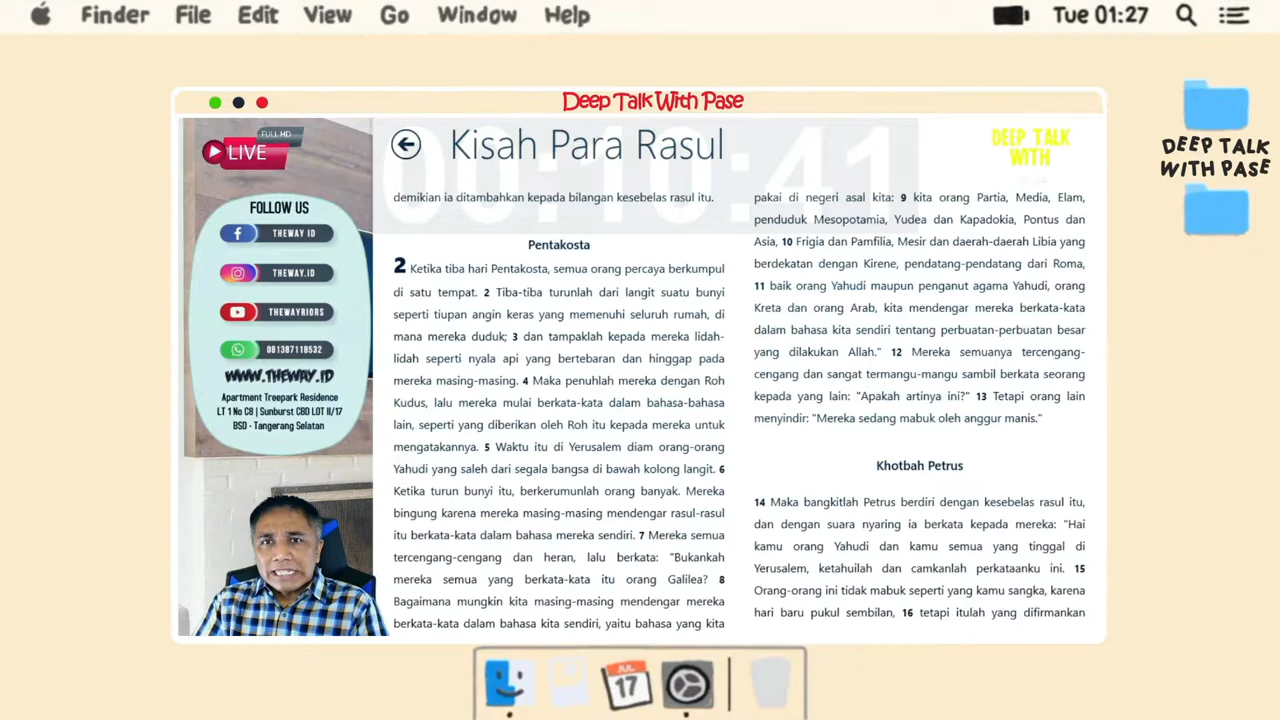 Finder File Edit View Go Window Help
Tue 01:27
Deep Talk With Pase
FULL HD
LIVE
FOLLOW US
THEWAY ID
THEWAY.ID
THEWAYRIORS
081387118532
WWW.THEWAY.ID
Apartment Treepark Residence
LT 1 No C8 | Sunburst CBD LOT II/17
BSD - Tangerang Selatan
Kisah Para Rasul
00:10:41
DEEP TALK
WITH
demikian ia ditambahkan kepada bilangan kesebelas rasul itu.
Pentakosta
2 Ketika tiba hari Pentakosta, semua orang percaya berkumpul
di satu tempat. 2 Tiba-tiba turunlah dari langit suatu bunyi
seperti tiupan angin keras yang memenuhi seluruh rumah, di
mana mereka duduk; 3 dan tampaklah kepada mereka lidah-
lidah seperti nyala api yang bertebaran dan hinggap pada
mereka masing-masing. 4 Maka penuhlah mereka dengan Roh
Kudus, lalu mereka mulai berkata-kata dalam bahasa-bahasa
lain, seperti yang diberikan oleh Roh itu kepada mereka untuk
mengatakannya. 5 Waktu itu di Yerusalem diam orang-orang
Yahudi yang saleh dari segala bangsa di bawah kolong langit. 6
Ketika turun bunyi itu, berkerumunlah orang banyak. Mereka
bingung karena mereka masing-masing mendengar rasul-rasul
itu berkata-kata dalam bahasa mereka sendiri. 7 Mereka semua
tercengang-cengang dan heran, lalu berkata: "Bukankah
mereka semua yang berkata-kata itu orang Galilea? 8
Bagaimana mungkin kita masing-masing mendengar mereka
berkata-kata dalam bahasa kita sendiri, yaitu bahasa yang kita
pakai di negeri asal kita: 9 kita orang Partia, Media, Elam,
penduduk Mesopotamia, Yudea dan Kapadokia, Pontus dan
Asia, 10 Frigia dan Pamfilia, Mesir dan daerah-daerah Libia yang
berdekatan dengan Kirene, pendatang-pendatang dari Roma,
11 baik orang Yahudi maupun penganut agama Yahudi, orang
Kreta dan orang Arab, kita mendengar mereka berkata-kata
dalam bahasa kita sendiri tentang perbuatan-perbuatan besar
yang dilakukan Allah." 12 Mereka semuanya tercengang-
cengang dan sangat termangu-mangu sambil berkata seorang
kepada yang lain: "Apakah artinya ini?" 13 Tetapi orang lain
menyindir: "Mereka sedang mabuk oleh anggur manis."
Khotbah Petrus
14 Maka bangkitlah Petrus berdiri dengan kesebelas rasul itu,
dan dengan suara nyaring ia berkata kepada mereka: "Hai
kamu orang Yahudi dan kamu semua yang tinggal di
Yerusalem, ketahuilah dan camkanlah perkataanku ini. 15
Orang-orang ini tidak mabuk seperti yang kamu sangka, karena
hari baru pukul sembilan, 16 tetapi itulah yang difirmankan
DEEP TALK
WITH PASE
JUL
17